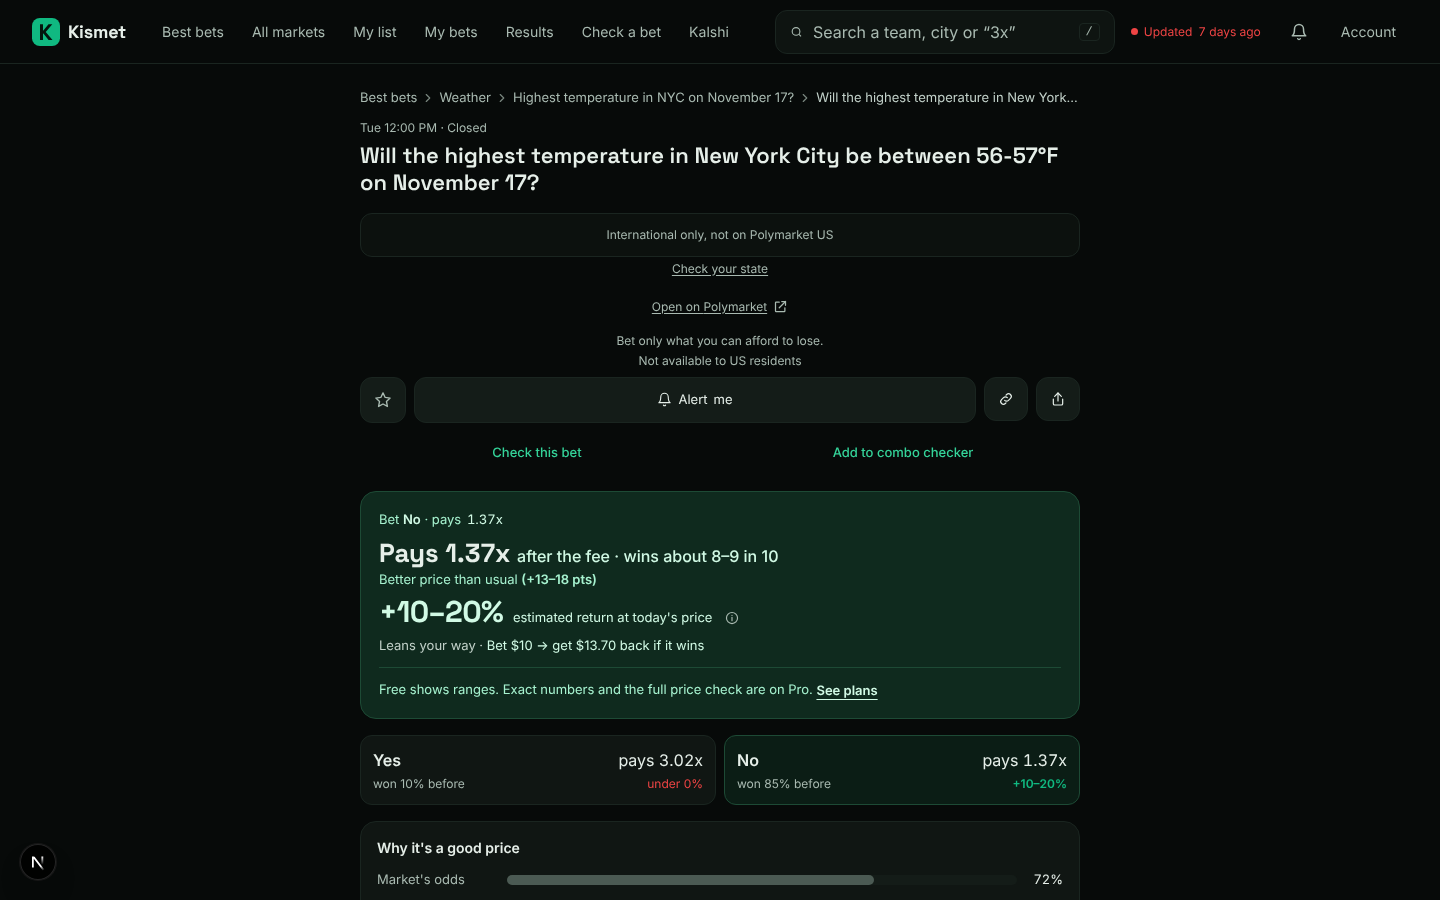 Kismet
Best bets
All markets
My list
My bets
Results
Check a bet
Kalshi
Search a team, city or “3x”
/
Updated 7 days ago
Account
Best bets > Weather > Highest temperature in NYC on November 17? > Will the highest temperature in New York...
Tue 12:00 PM · Closed
Will the highest temperature in New York City be between 56-57°F
on November 17?
International only, not on Polymarket US
Check your state
Open on Polymarket
Bet only what you can afford to lose.
Not available to US residents
Alert me
Check this bet
Add to combo checker
Bet No · pays 1.37x
Pays 1.37x after the fee · wins about 8–9 in 10
Better price than usual (+13–18 pts)
+10–20% estimated return at today's price
Leans your way · Bet $10 → get $13.70 back if it wins
Free shows ranges. Exact numbers and the full price check are on Pro. See plans
Yes pays 3.02x
won 10% before under 0%
No pays 1.37x
won 85% before +10–20%
Why it's a good price
Market's odds 72%